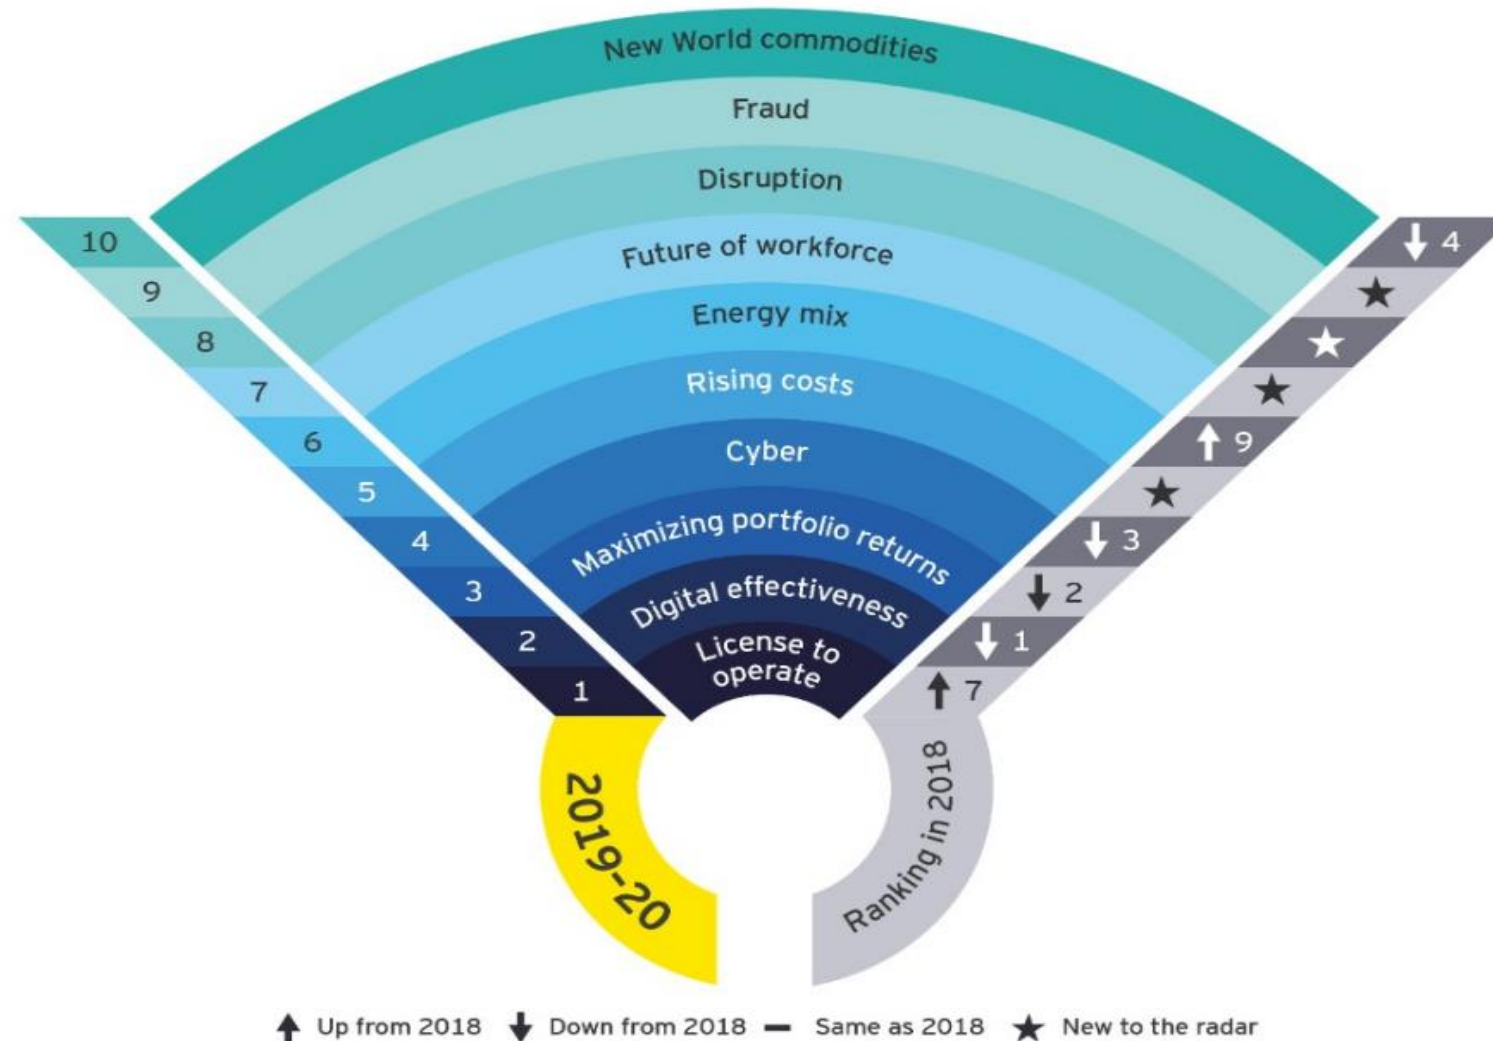 New World commodities
Fraud
Disruption
Future of workforce
Energy mix
Rising costs
Cyber
Maximizing portfolio returns
Digital effectiveness
License to
operate
10
9
8
7
6
5
4
3
2
1
4
9
3
2
1
7
2019-20
Ranking in 2018
Up from 2018
Down from 2018
Same as 2018
New to the radar